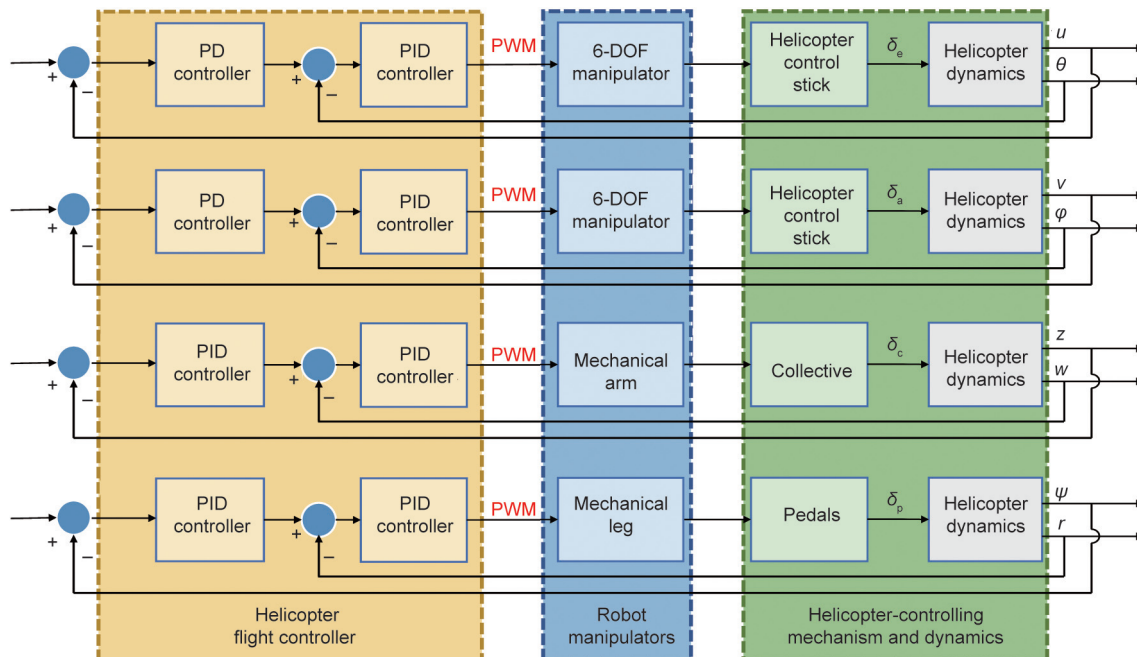 PD
controller
PID
controller
PWM
6-DOF
manipulator
Helicopter
control
stick
δe
Helicopter
dynamics
u
θ
+
−
+
−
PD
controller
PID
controller
PWM
6-DOF
manipulator
Helicopter
control
stick
δa
Helicopter
dynamics
v
φ
+
−
+
−
PID
controller
PID
controller
PWM
Mechanical
arm
Collective
δc
Helicopter
dynamics
z
w
+
−
+
−
PID
controller
PID
controller
PWM
Mechanical
leg
Pedals
δp
Helicopter
dynamics
ψ
r
+
−
+
−
Helicopter
flight controller
Robot
manipulators
Helicopter-controlling
mechanism and dynamics